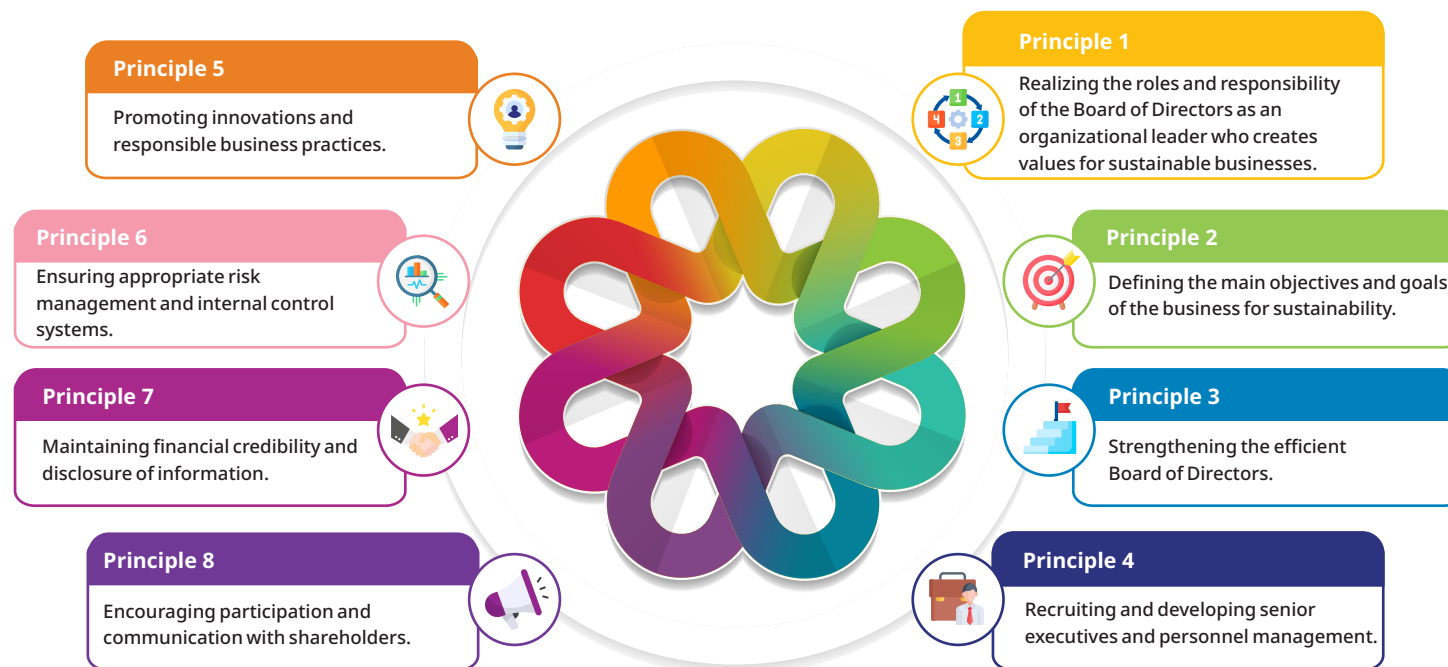 Principle 1
Realizing the roles and responsibility
of the Board of Directors as an
organizational leader who creates
values for sustainable businesses.
1
2
3
4
Principle 2
Defining the main objectives and goals
of the business for sustainability.
Principle 3
Strengthening the efficient
Board of Directors.
Principle 4
Recruiting and developing senior
executives and personnel management.
Principle 5
Promoting innovations and
responsible business practices.
Principle 6
Ensuring appropriate risk
management and internal control
systems.
Principle 7
Maintaining financial credibility and
disclosure of information.
Principle 8
Encouraging participation and
communication with shareholders.